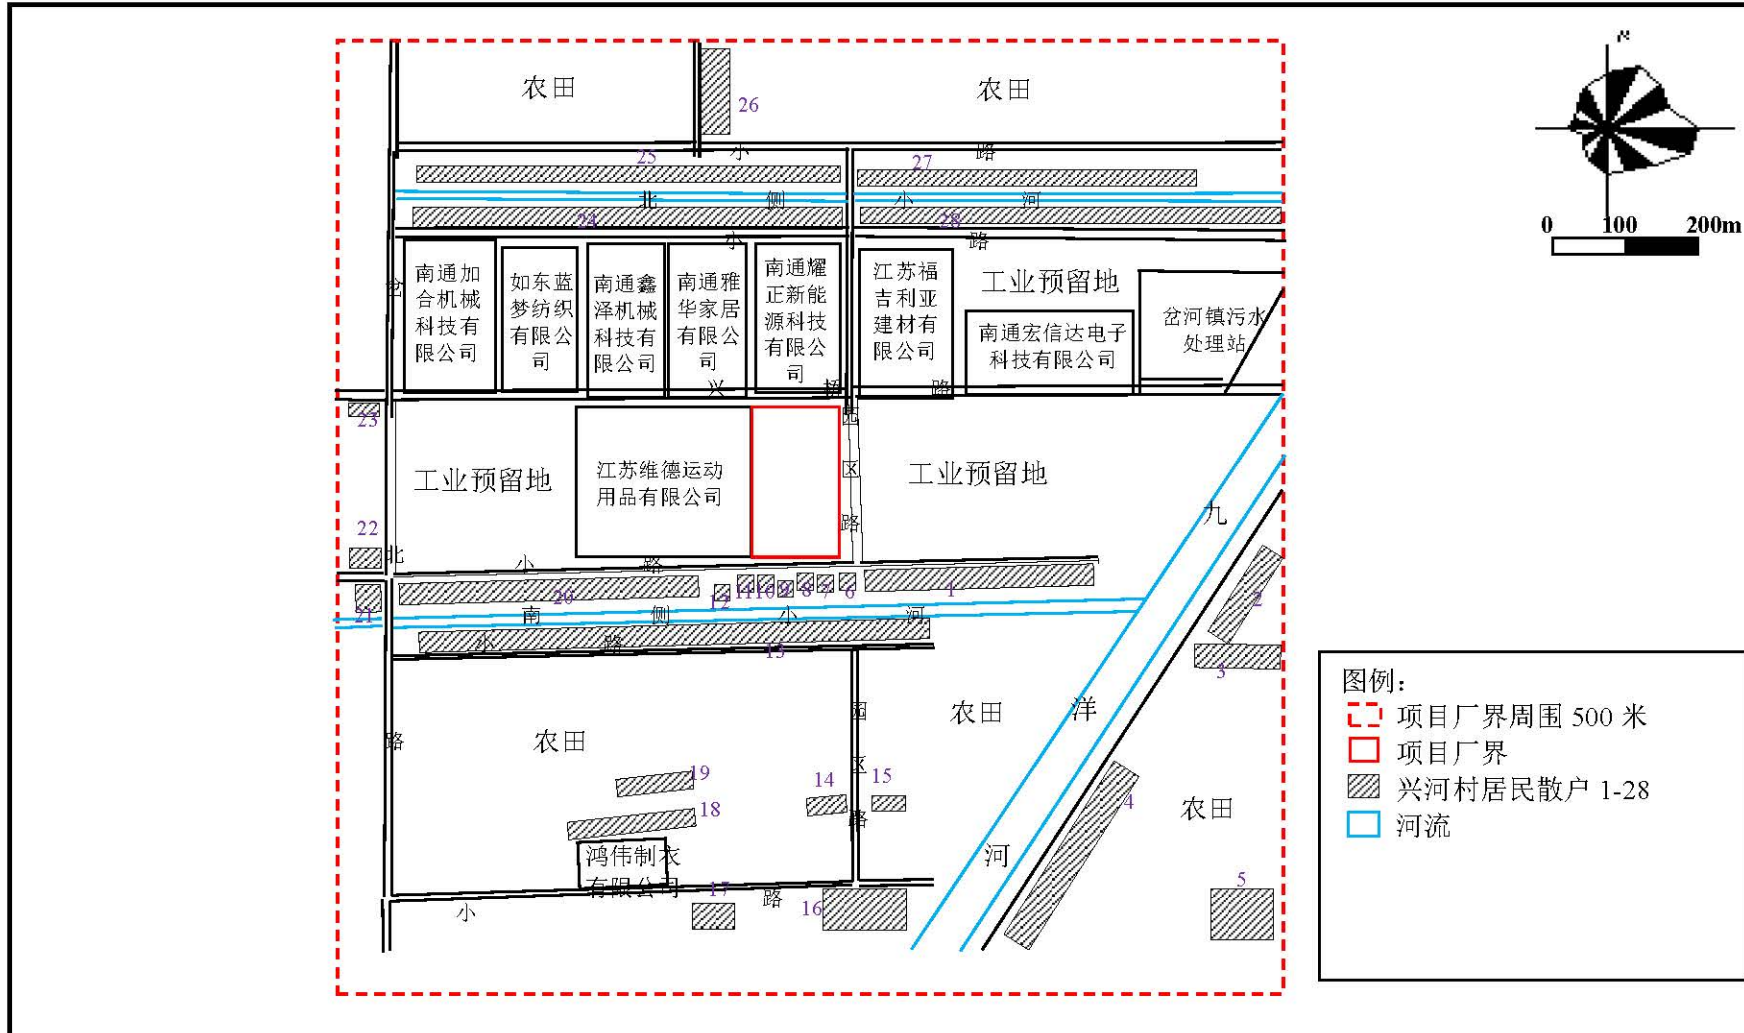 N
农田
农田
26
25
小
路
27
北
侧
小
河
24
28
小
路
0
100
200m
南通加
合机械
科技有
限公司
如东蓝
梦纺织
有限公
司
南通鑫
泽机械
科技有
限公司
南通雅
华家居
有限公
司
南通耀
正新能
源科技
有限公
司
江苏福
吉利亚
建材有
限公司
工业预留地
南通宏信达电子
科技有限公司
岔河镇污水
处理站
岔
兴
桥
路
23
园
区
路
工业预留地
江苏维德运动
用品有限公司
工业预留地
九
22
北
小
路
21
20
12
11
10
9
8
7
6
1
2
南
侧
小
河
小
路
13
3
路
农田
园
区
路
农田
洋
19
18
14
15
4
农田
鸿伟制衣
有限公司
河
17
16
5
小
路
图例：
项目厂界周围 500 米
项目厂界
兴河村居民散户 1-28
河流